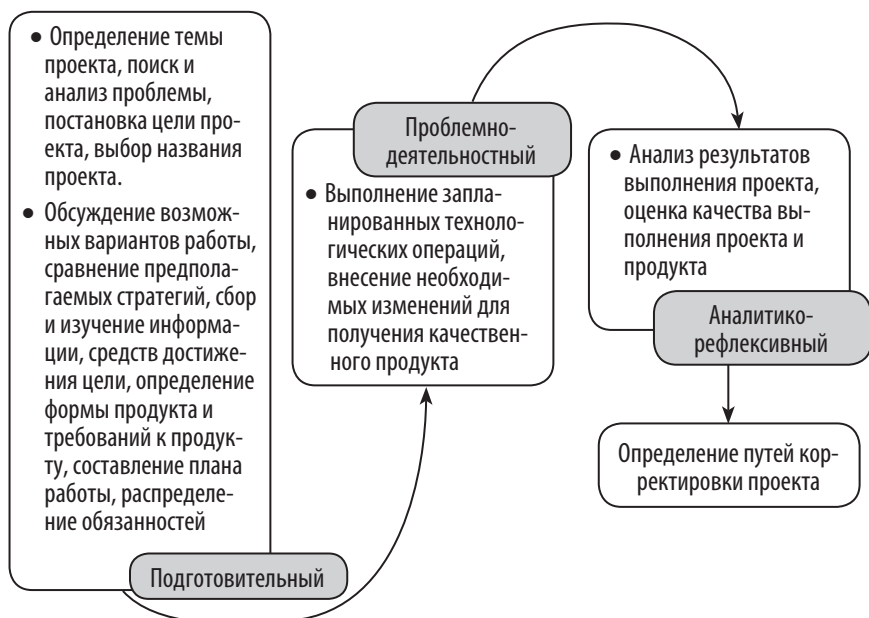 ● Определение темы
проекта, поиск и
анализ проблемы,
постановка цели про-
екта, выбор названия
проекта.
● Обсуждение возмож-
ных вариантов работы,
сравнение предпола-
гаемых стратегий, сбор
и изучение информа-
ции, средств достиже-
ния цели, определение
формы продукта и
требований к продук-
ту, составление плана
работы, распределе-
ние обязанностей
Подготовительный
Проблемно-
деятельностный
● Выполнение запла-
нированных техноло-
гических операций,
внесение необходи-
мых изменений для
получения качествен-
ного продукта
● Анализ результатов
выполнения проекта,
оценка качества вы-
полнения проекта и
продукта
Аналитико-
рефлексивный
Определение путей кор-
ректировки проекта